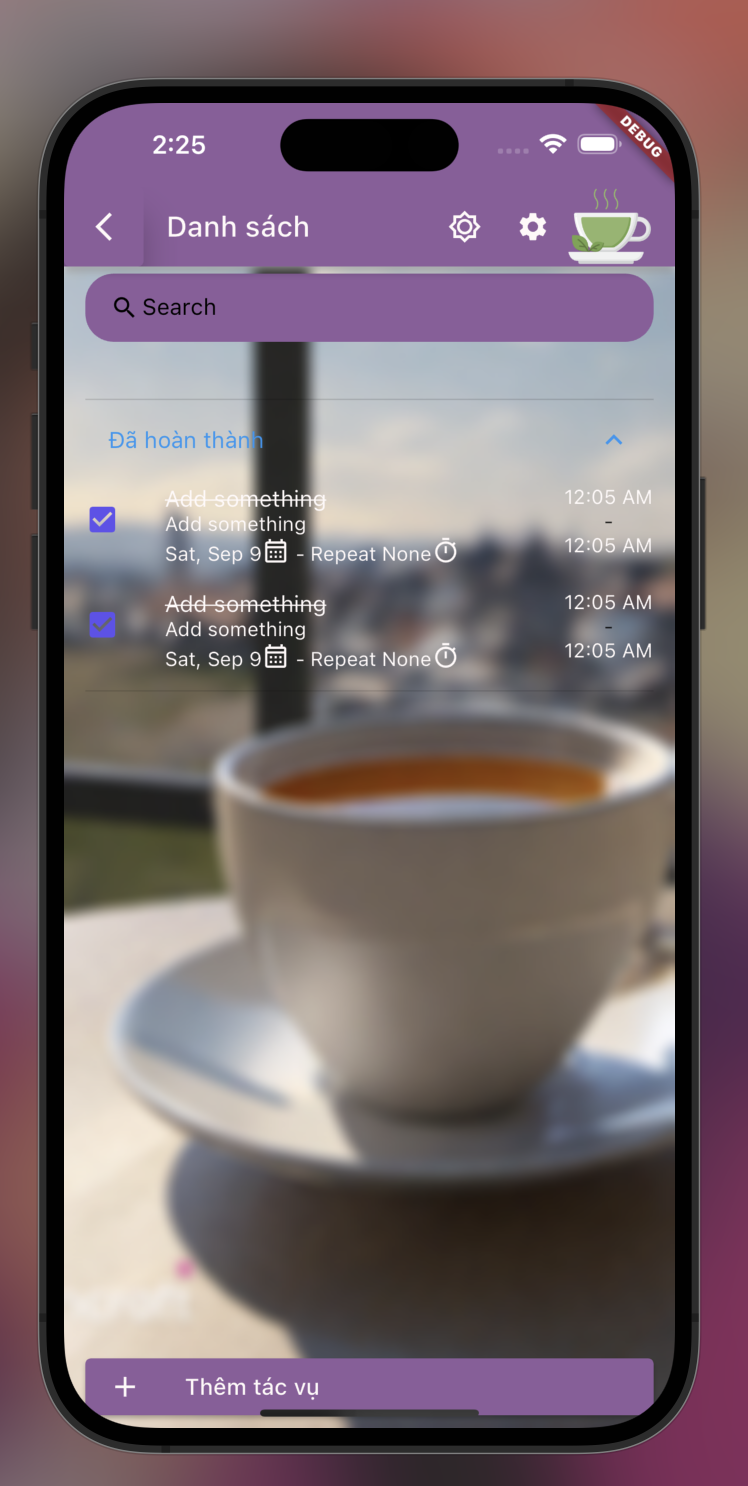 2:25
DEBUG
Danh sách
Search
Đã hoàn thành
Add something
12:05 AM
Add something
-
Sat, Sep 9 - Repeat None
12:05 AM
Add something
12:05 AM
Add something
-
Sat, Sep 9 - Repeat None
12:05 AM
Thêm tác vụ